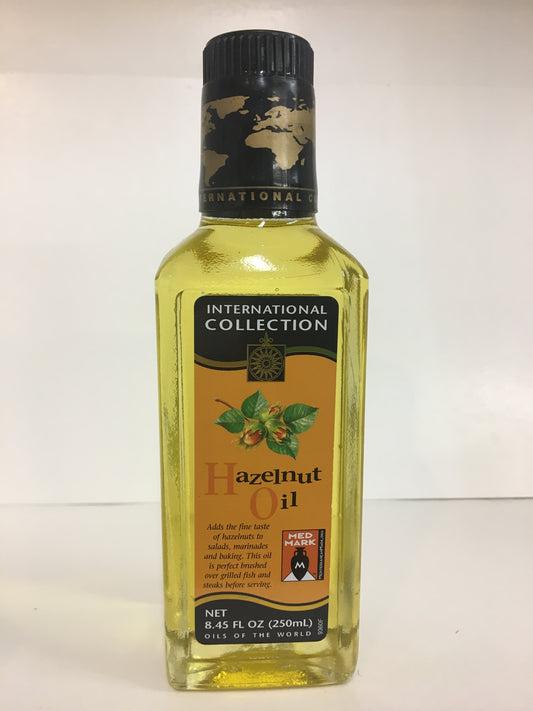 ERNATIONAL C
INTERNATIONAL
COLLECTION
Hazelnut
Oil
Adds the fine taste
of hazelnuts to
salads, marinades
and baking. This oil
is perfect brushed
over grilled fish and
steaks before serving.
MED
MARK
M
NET
8.45 FL OZ (250mL)
OILS OF THE WORLD